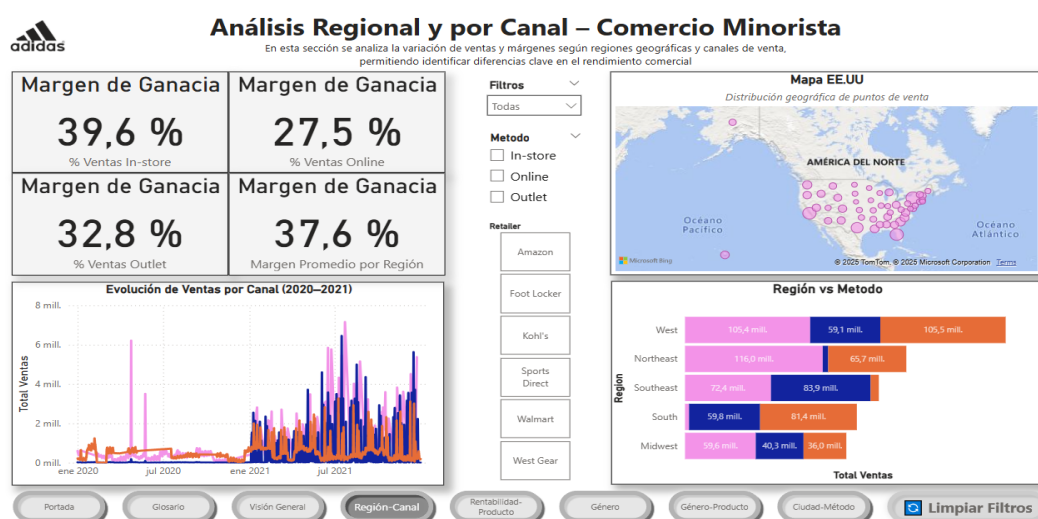 adidas
Análisis Regional y por Canal – Comercio Minorista
En esta sección se analiza la variación de ventas y márgenes según regiones geográficas y canales de venta,
permitiendo identificar diferencias clave en el rendimiento comercial
Margen de Ganacia
39,6 %
% Ventas In-store
Margen de Ganacia
27,5 %
% Ventas Online
Margen de Ganacia
32,8 %
% Ventas Outlet
Margen de Ganacia
37,6 %
Margen Promedio por Región
Filtros
Todas
Metodo
In-store
Online
Outlet
Retailer
Amazon
Foot Locker
Kohl's
Sports
Direct
Walmart
West Gear
Mapa EE.UU
Distribución geográfica de puntos de venta
AMÉRICA DEL NORTE
Océano
Pacífico
Océano
Atlántico
Microsoft Bing
© 2025 TomTom, © 2025 Microsoft Corporation Terms
Evolución de Ventas por Canal (2020–2021)
Total Ventas
8 mill.
6 mill.
4 mill.
2 mill.
0 mill.
ene 2020
jul 2020
ene 2021
jul 2021
Región vs Metodo
Region
West
105,4 mill.
59,1 mill.
105,5 mill.
Northeast
116,0 mill.
65,7 mill.
Southeast
72,4 mill.
83,9 mill.
South
59,8 mill.
81,4 mill.
Midwest
59,6 mill.
40,3 mill.
36,0 mill.
Total Ventas
Portada
Glosario
Visión General
Región-Canal
Rentabilidad-
Producto
Género
Género-Producto
Ciudad-Método
Limpiar Filtros